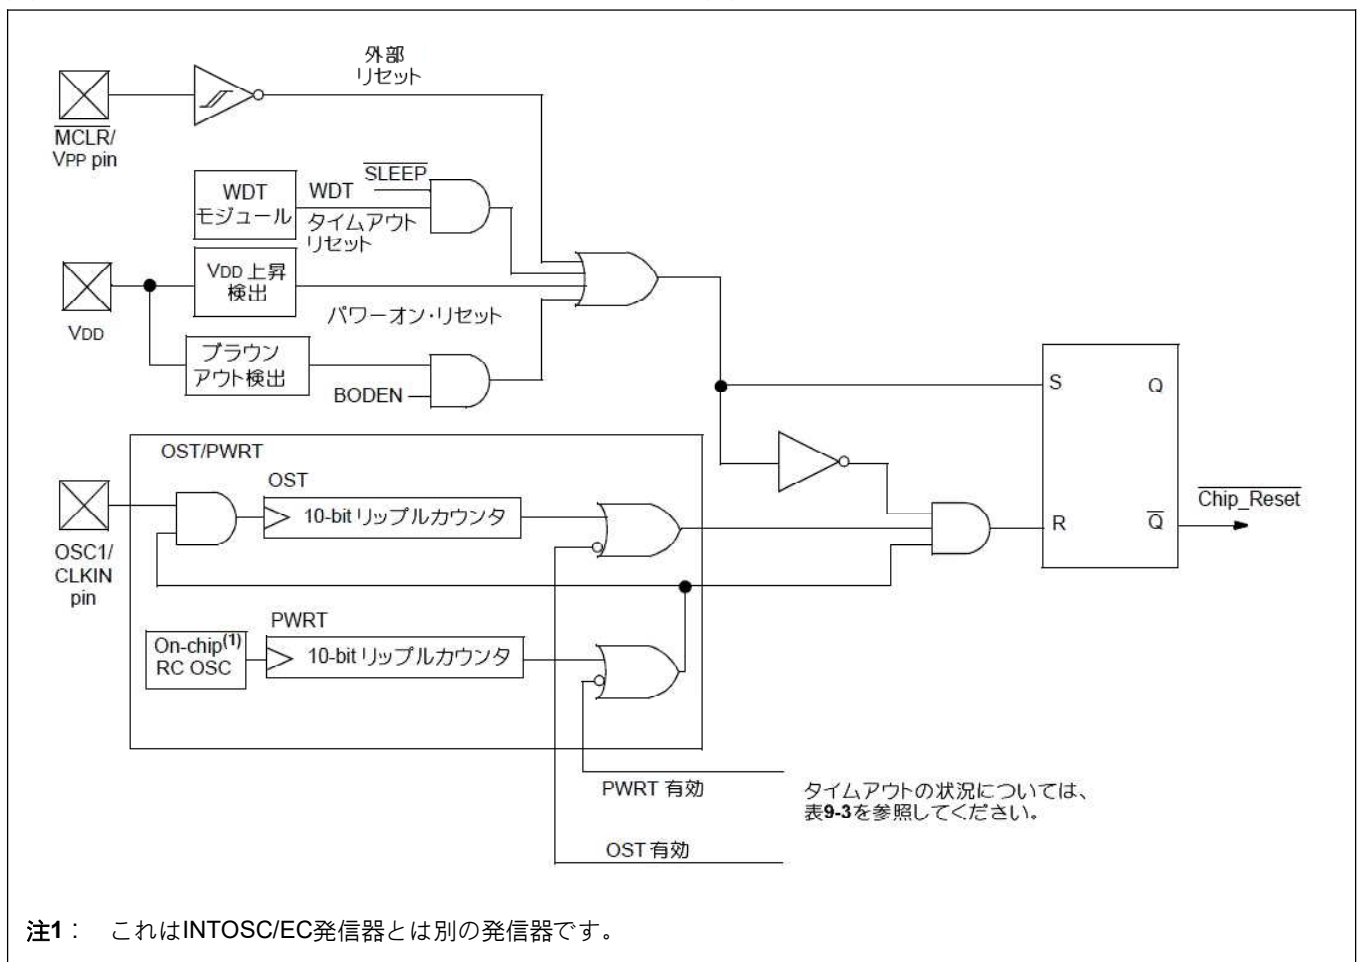 外部
リセット
MCLR/
VPP pin
SLEEP
WDT
モジュール
WDT
タイムアウト
リセット
VDD 上昇
検出
VDD
パワーオン・リセット
ブラウン
アウト検出
BODEN
S
Q
OST/PWRT
OST
10-bit リップルカウンタ
Chip_Reset
R
Q
OSC1/
CLKIN
pin
PWRT
On-chip(1)
RC OSC
10-bit リップルカウンタ
PWRT 有効
タイムアウトの状況については、
表9-3を参照してください。
OST 有効
注1： これはINTOSC/EC発信器とは別の発信器です。